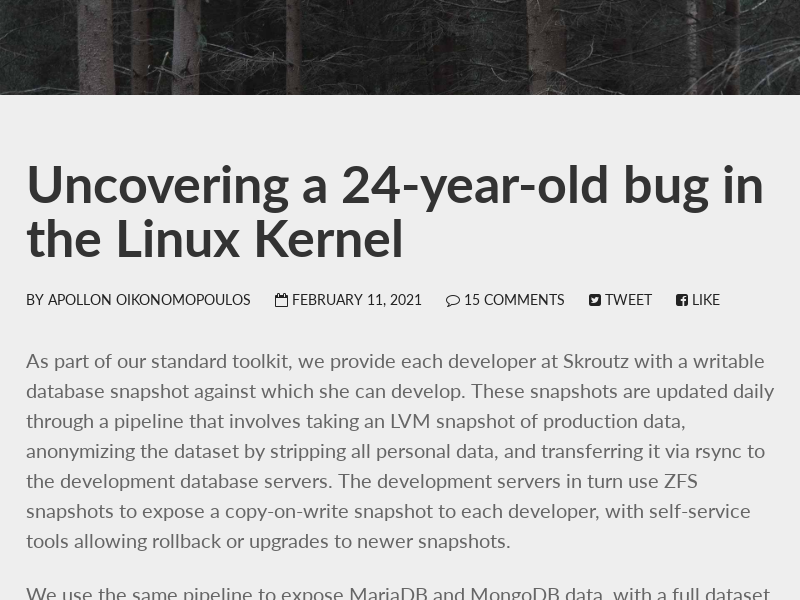 Uncovering a 24-year-old bug in
the Linux Kernel
BY APOLLON OIKONOMOPOULOS FEBRUARY 11, 2021 15 COMMENTS TWEET LIKE
As part of our standard toolkit, we provide each developer at Skroutz with a writable
database snapshot against which she can develop. These snapshots are updated daily
through a pipeline that involves taking an LVM snapshot of production data,
anonymizing the dataset by stripping all personal data, and transferring it via rsync to
the development database servers. The development servers in turn use ZFS
snapshots to expose a copy-on-write snapshot to each developer, with self-service
tools allowing rollback or upgrades to newer snapshots.
We use the same pipeline to expose MariaDB and MongoDB data, with a full dataset